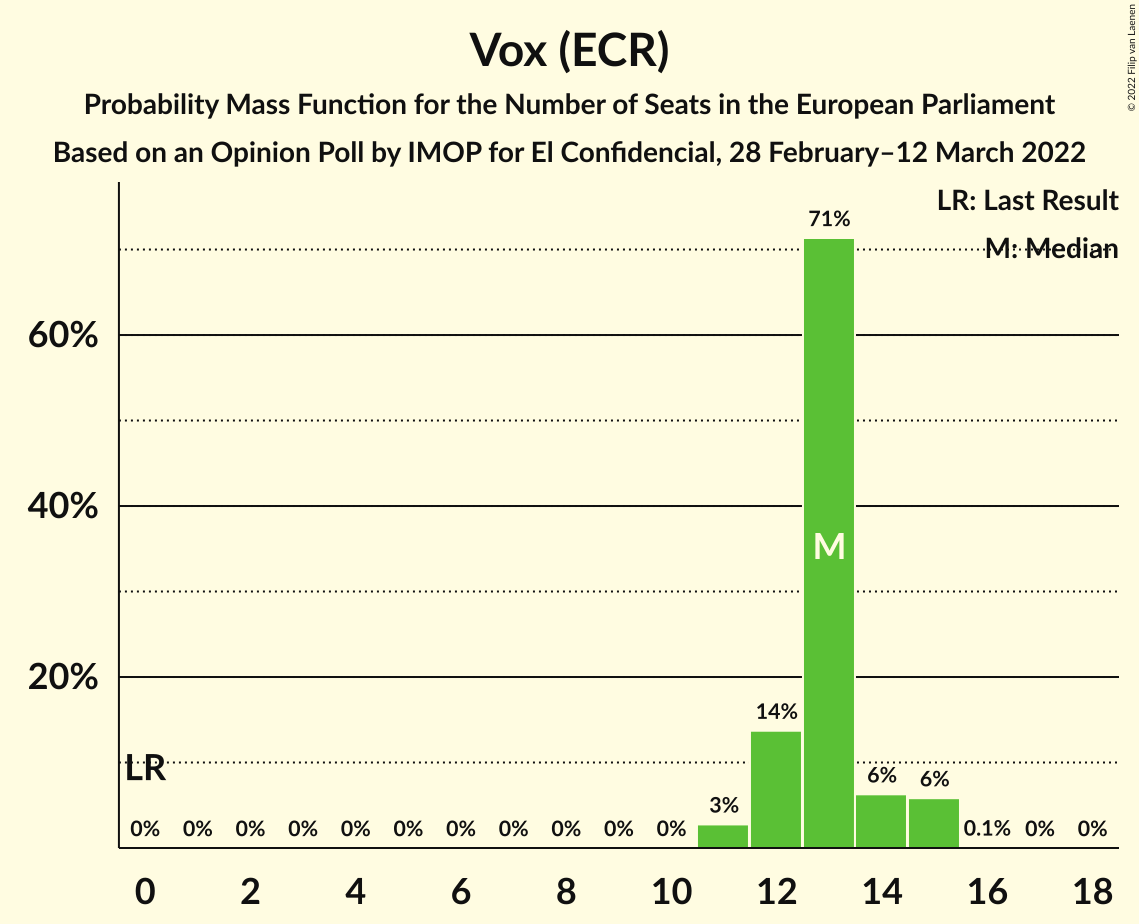 Vox (ECR)
Probability Mass Function for the Number of Seats in the European Parliament
Based on an Opinion Poll by IMOP for El Confidencial, 28 February–12 March 2022
© 2022 Filip van Laenen
LR: Last Result
M: Median
71%
60%
40%
M
20%
14%
LR
3%
6%
6%
0% 0% 0% 0% 0% 0% 0% 0% 0% 0% 0% 0.1% 0% 0%
0 2 4 6 8 10 12 14 16 18